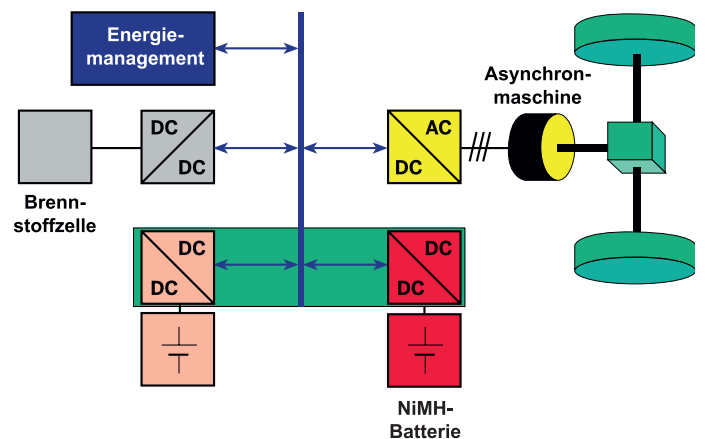 Energie-
management
Asynchron-
maschine
DC
DC
AC
DC
Brenn-
stoffzelle
DC
DC
DC
DC
NiMH-
Batterie